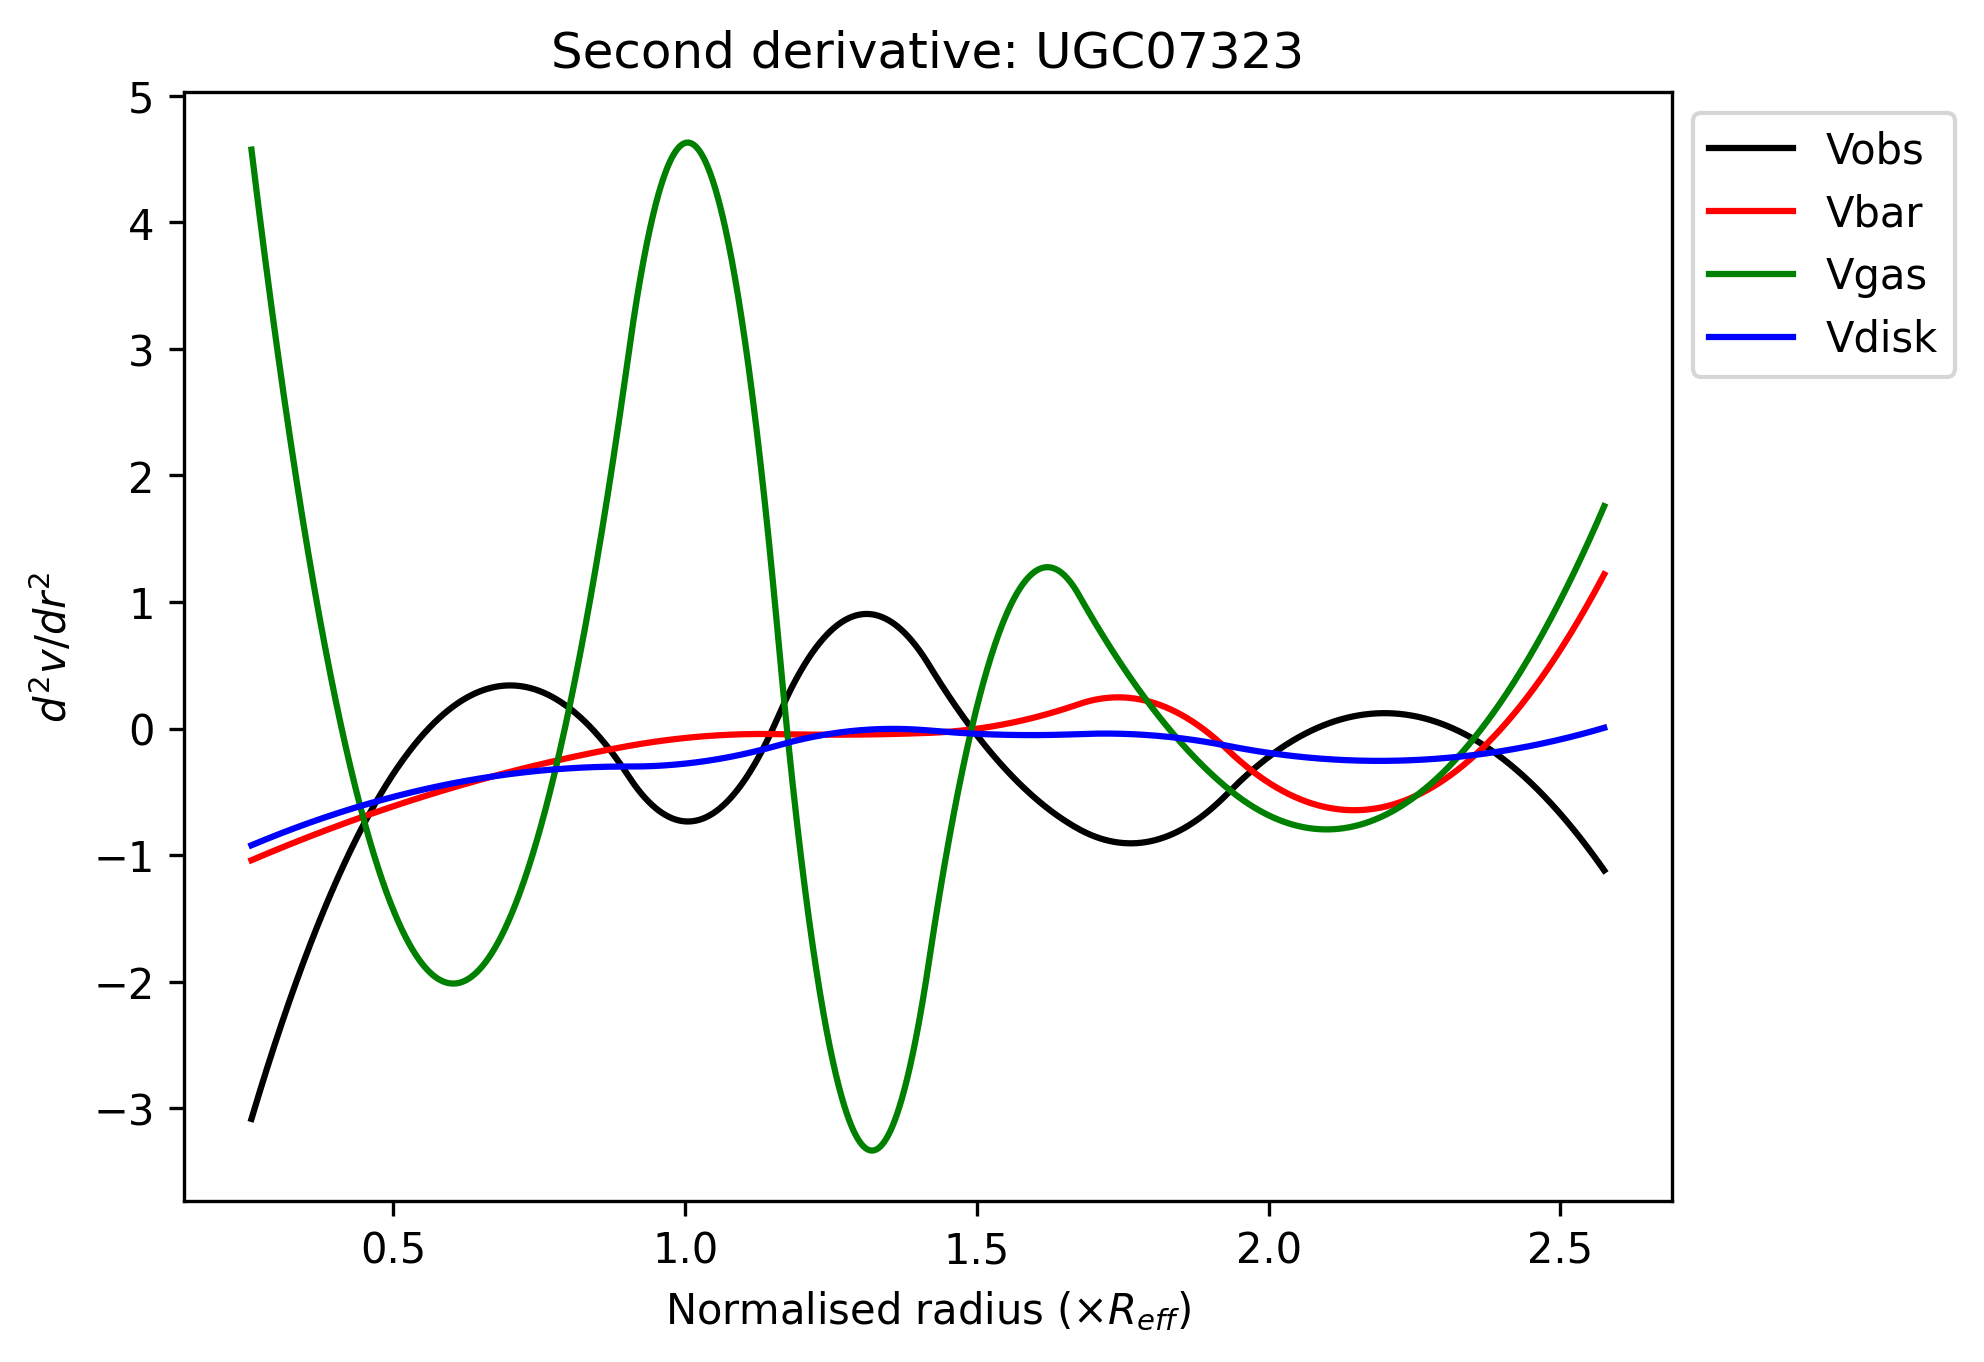 Second derivative: UGC07323
5
4
3
2
1
0
−1
−2
−3
d²v/dr²
0.5 1.0 1.5 2.0 2.5
Normalised radius (×R_eff)
Vobs
Vbar
Vgas
Vdisk